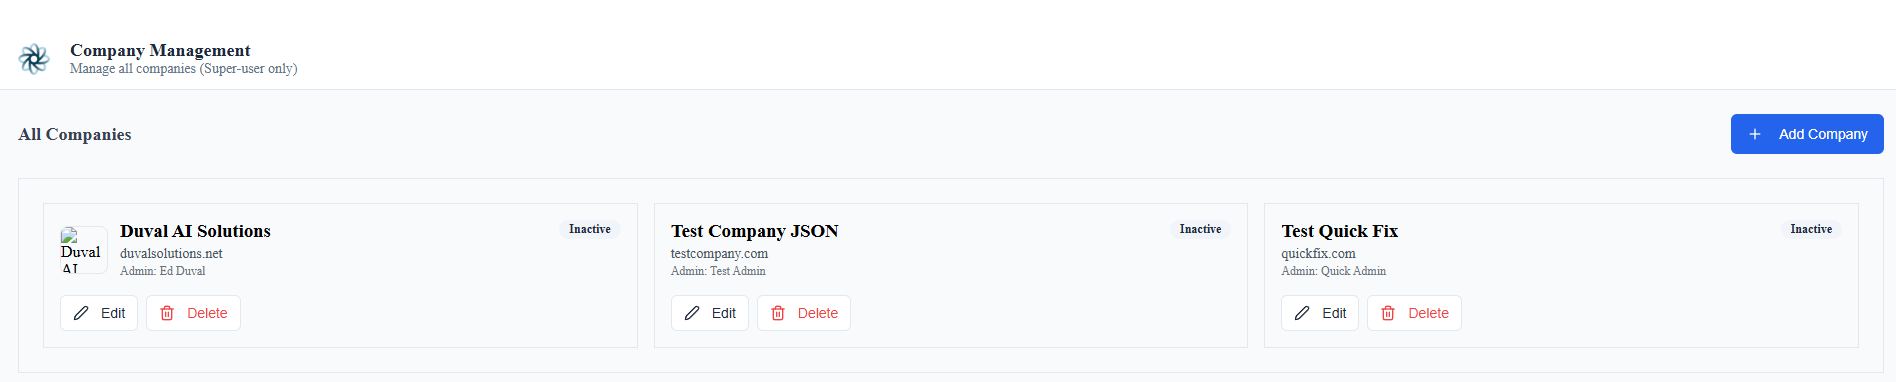 Company Management
Manage all companies (Super-user only)
All Companies
Add Company
Duval AI Solutions
Inactive
duvalsolutions.net
Admin: Ed Duval
Duval
AI
Edit
Delete
Test Company JSON
Inactive
testcompany.com
Admin: Test Admin
Edit
Delete
Test Quick Fix
Inactive
quickfix.com
Admin: Quick Admin
Edit
Delete